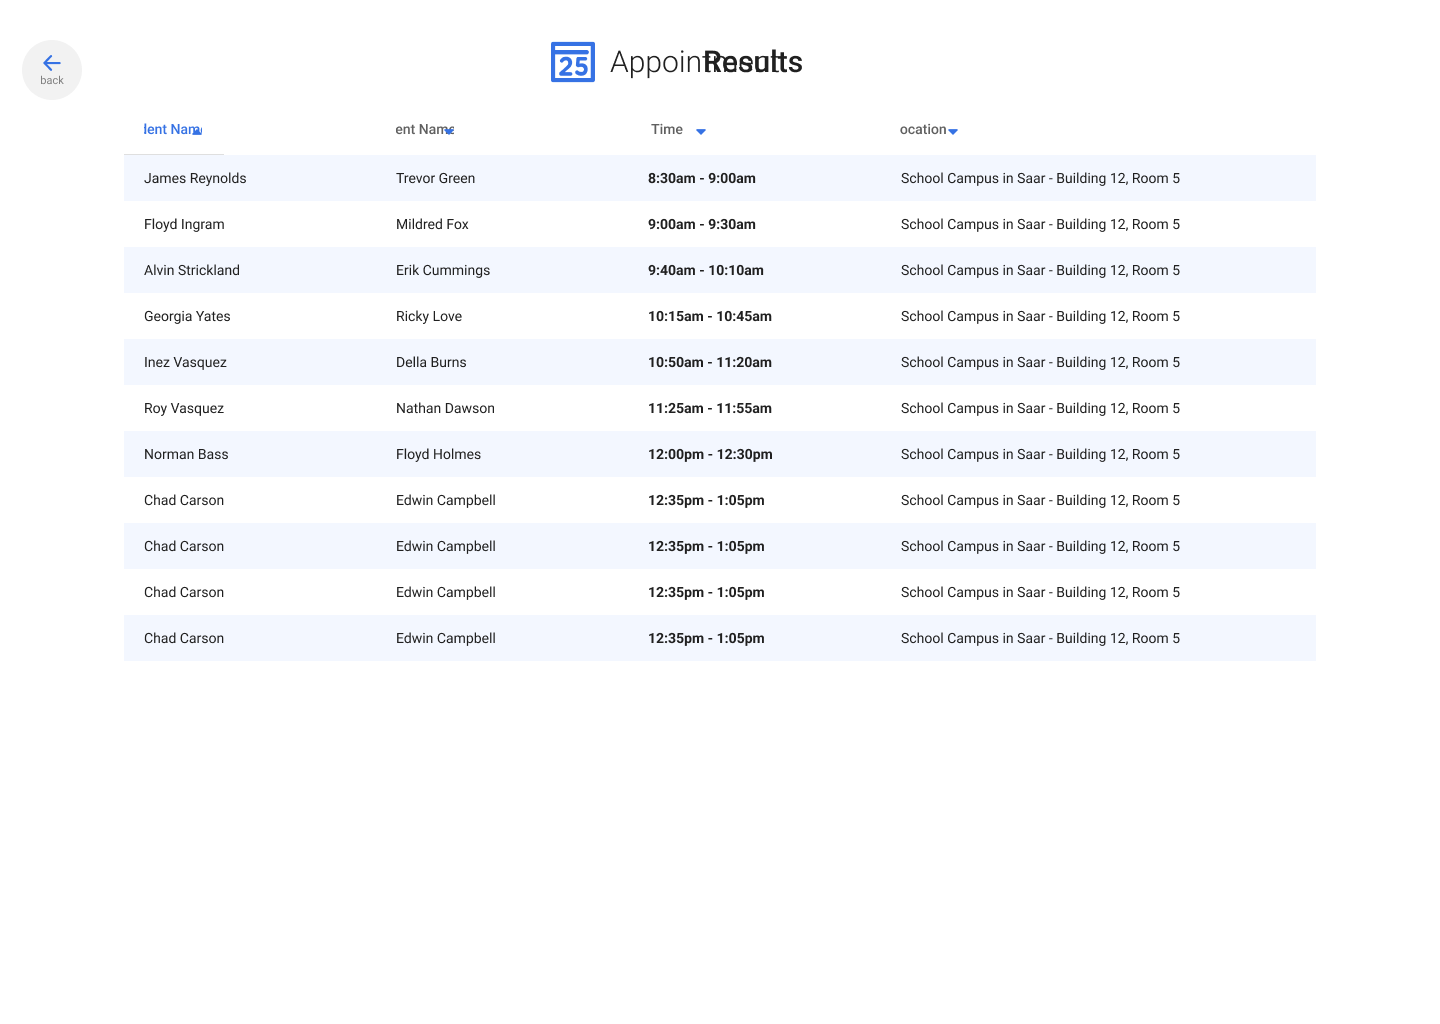 back
25 Appointment Results
dent Name ent Name Time ocation
James Reynolds Trevor Green 8:30am - 9:00am School Campus in Saar - Building 12, Room 5
Floyd Ingram Mildred Fox 9:00am - 9:30am School Campus in Saar - Building 12, Room 5
Alvin Strickland Erik Cummings 9:40am - 10:10am School Campus in Saar - Building 12, Room 5
Georgia Yates Ricky Love 10:15am - 10:45am School Campus in Saar - Building 12, Room 5
Inez Vasquez Della Burns 10:50am - 11:20am School Campus in Saar - Building 12, Room 5
Roy Vasquez Nathan Dawson 11:25am - 11:55am School Campus in Saar - Building 12, Room 5
Norman Bass Floyd Holmes 12:00pm - 12:30pm School Campus in Saar - Building 12, Room 5
Chad Carson Edwin Campbell 12:35pm - 1:05pm School Campus in Saar - Building 12, Room 5
Chad Carson Edwin Campbell 12:35pm - 1:05pm School Campus in Saar - Building 12, Room 5
Chad Carson Edwin Campbell 12:35pm - 1:05pm School Campus in Saar - Building 12, Room 5
Chad Carson Edwin Campbell 12:35pm - 1:05pm School Campus in Saar - Building 12, Room 5